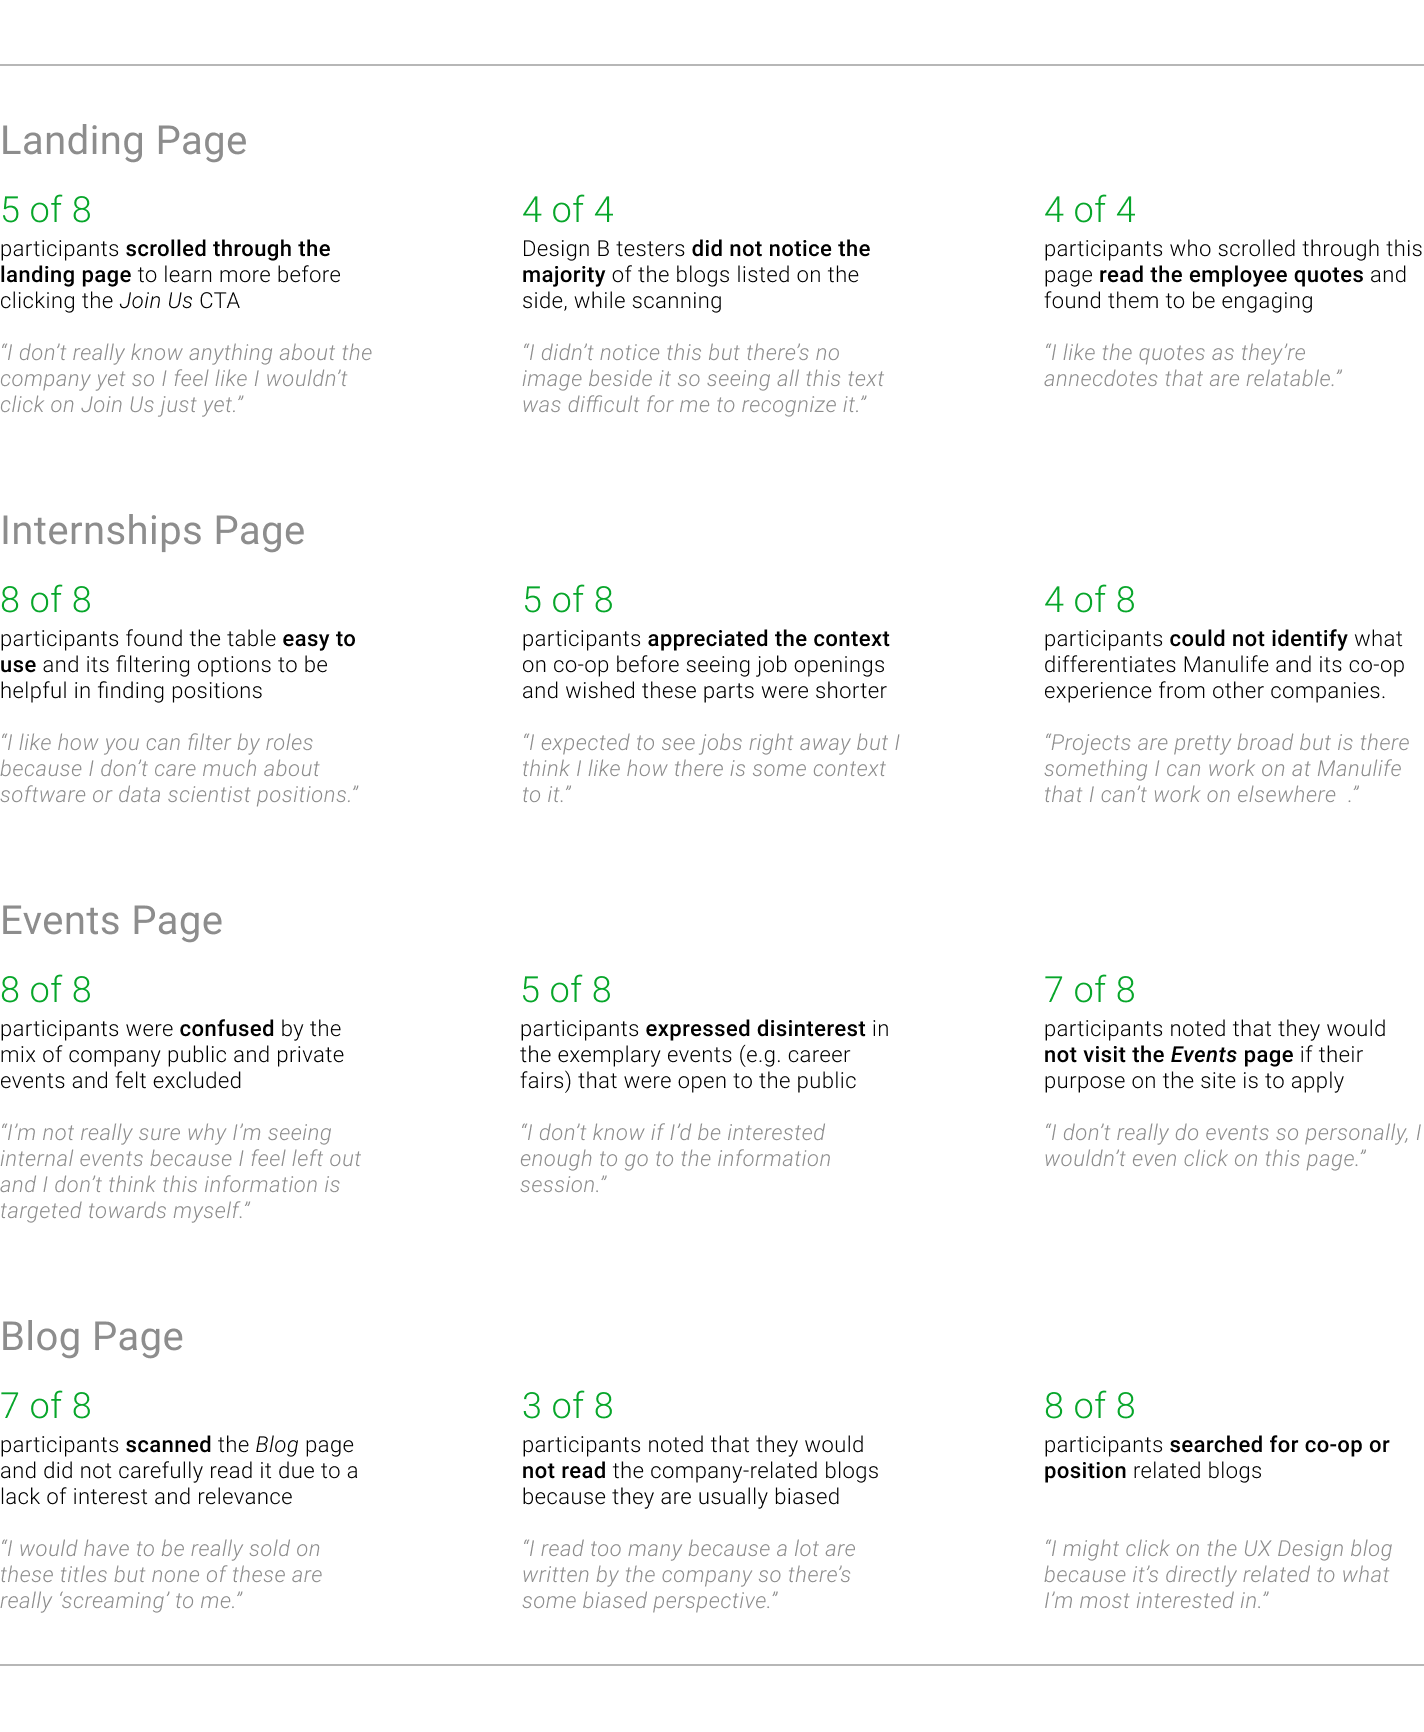 Landing Page
5 of 8
participants scrolled through the
landing page to learn more before
clicking the Join Us CTA
“I don’t really know anything about the
company yet so I feel like I wouldn’t
click on Join Us just yet.”
4 of 4
Design B testers did not notice the
majority of the blogs listed on the
side, while scanning
“I didn’t notice this but there’s no
image beside it so seeing all this text
was difficult for me to recognize it.”
4 of 4
participants who scrolled through this
page read the employee quotes and
found them to be engaging
“I like the quotes as they’re
annecdotes that are relatable.”
Internships Page
8 of 8
participants found the table easy to
use and its filtering options to be
helpful in finding positions
“I like how you can filter by roles
because I don’t care much about
software or data scientist positions.”
5 of 8
participants appreciated the context
on co-op before seeing job openings
and wished these parts were shorter
“I expected to see jobs right away but I
think I like how there is some context
to it.”
4 of 8
participants could not identify what
differentiates Manulife and its co-op
experience from other companies.
“Projects are pretty broad but is there
something I can work on at Manulife
that I can’t work on elsewhere .”
Events Page
8 of 8
participants were confused by the
mix of company public and private
events and felt excluded
“I’m not really sure why I’m seeing
internal events because I feel left out
and I don’t think this information is
targeted towards myself.”
5 of 8
participants expressed disinterest in
the exemplary events (e.g. career
fairs) that were open to the public
“I don’t know if I’d be interested
enough to go to the information
session.”
7 of 8
participants noted that they would
not visit the Events page if their
purpose on the site is to apply
“I don’t really do events so personally, I
wouldn’t even click on this page.”
Blog Page
7 of 8
participants scanned the Blog page
and did not carefully read it due to a
lack of interest and relevance
“I would have to be really sold on
these titles but none of these are
really ‘screaming’ to me.”
3 of 8
participants noted that they would
not read the company-related blogs
because they are usually biased
“I read too many because a lot are
written by the company so there’s
some biased perspective.”
8 of 8
participants searched for co-op or
position related blogs
“I might click on the UX Design blog
because it’s directly related to what
I’m most interested in.”